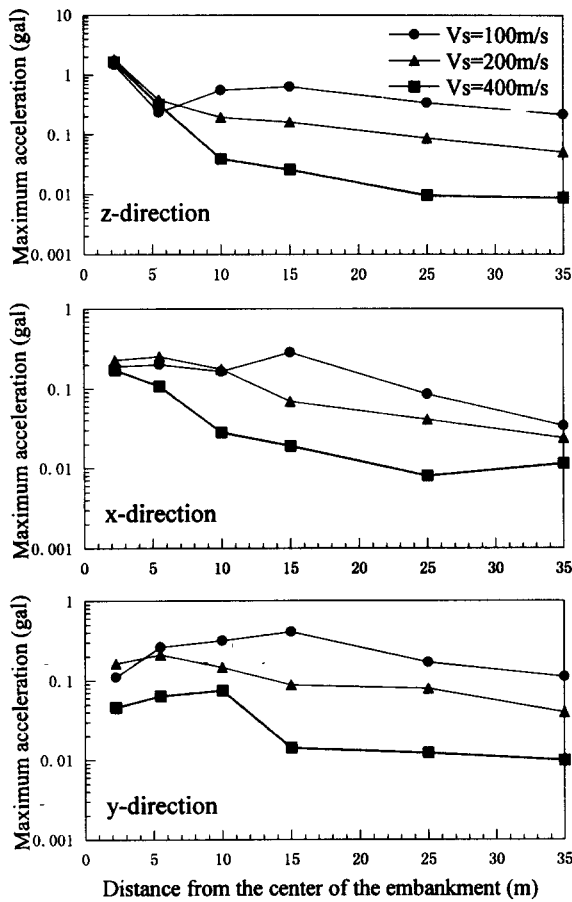 Maximum acceleration (gal)
10
1
0.1
0.01
0.001
Vs=100m/s
Vs=200m/s
Vs=400m/s
z-direction
0 5 10 15 20 25 30 35
Maximum acceleration (gal)
1
0.1
0.01
0.001
x-direction
0 5 10 15 20 25 30 35
Maximum acceleration (gal)
1
0.1
0.01
0.001
y-direction
0 5 10 15 20 25 30 35
Distance from the center of the embankment (m)